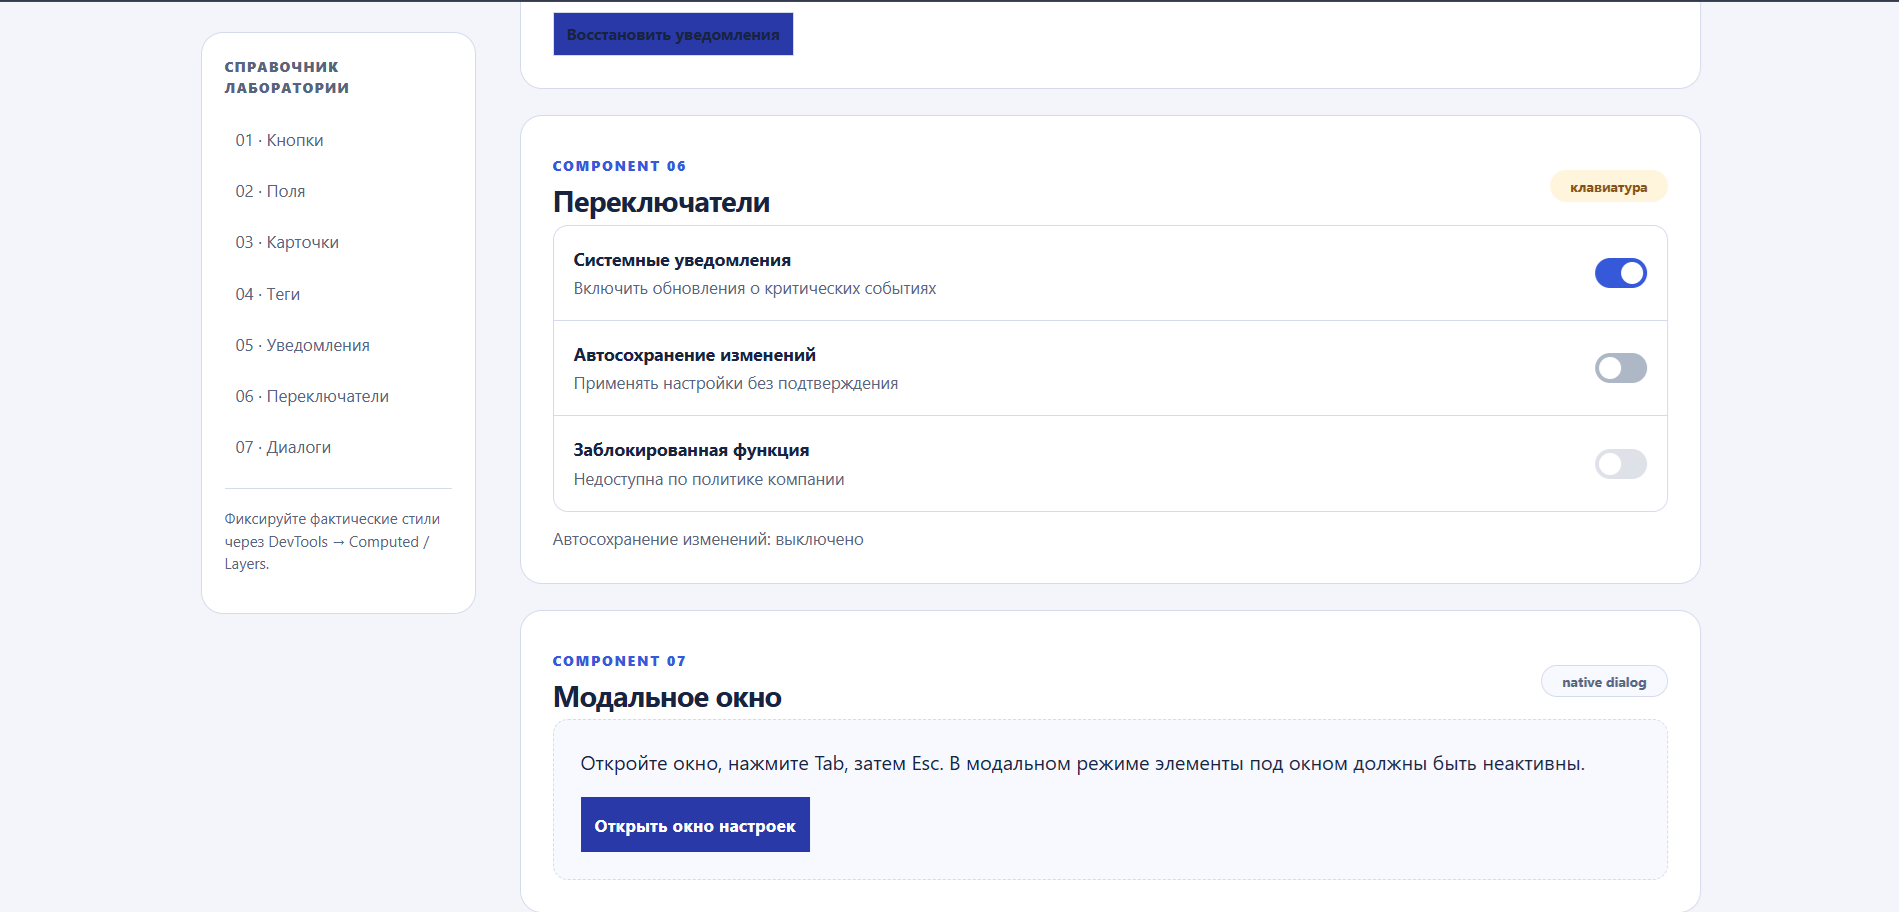 Восстановить уведомления
СПРАВОЧНИК
ЛАБОРАТОРИИ
01 · Кнопки
02 · Поля
03 · Карточки
04 · Теги
05 · Уведомления
06 · Переключатели
07 · Диалоги
Фиксируйте фактические стили
через DevTools → Computed /
Layers.
COMPONENT 06
Переключатели
клавиатура
Системные уведомления
Включить обновления о критических событиях
Автосохранение изменений
Применять настройки без подтверждения
Заблокированная функция
Недоступна по политике компании
Автосохранение изменений: выключено
COMPONENT 07
Модальное окно
native dialog
Откройте окно, нажмите Tab, затем Esc. В модальном режиме элементы под окном должны быть неактивны.
Открыть окно настроек